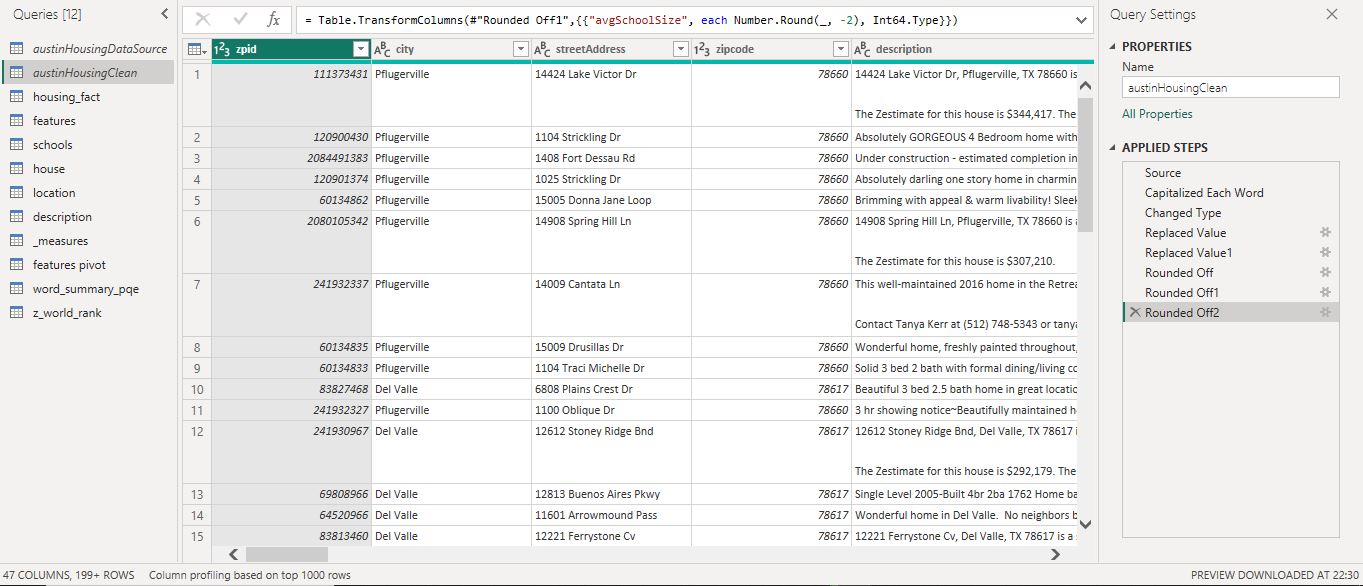 Queries [12]
austinHousingDataSource
austinHousingClean
housing_fact
features
schools
house
location
description
_measures
features pivot
word_summary_pqe
z_world_rank
fx = Table.TransformColumns(#"Rounded Off1",{{"avgSchoolSize", each Number.Round(_, -2), Int64.Type}})
123 zpid ABC city ABC streetAddress 123 zipcode ABC description
1 111373431 Pflugerville 14424 Lake Victor Dr 78660 14424 Lake Victor Dr, Pflugerville, TX 78660 is
The Zestimate for this house is $344,417. The
2 120900430 Pflugerville 1104 Strickling Dr 78660 Absolutely GORGEOUS 4 Bedroom home with
3 2084491383 Pflugerville 1408 Fort Dessau Rd 78660 Under construction - estimated completion in
4 120901374 Pflugerville 1025 Strickling Dr 78660 Absolutely darling one story home in charmin
5 60134862 Pflugerville 15005 Donna Jane Loop 78660 Brimming with appeal & warm livability! Sleek
6 2080105342 Pflugerville 14908 Spring Hill Ln 78660 14908 Spring Hill Ln, Pflugerville, TX 78660 is a
The Zestimate for this house is $307,210.
7 241932337 Pflugerville 14009 Cantata Ln 78660 This well-maintained 2016 home in the Retrea
Contact Tanya Kerr at (512) 748-5343 or tanya
8 60134835 Pflugerville 15009 Drusillas Dr 78660 Wonderful home, freshly painted throughout,
9 60134833 Pflugerville 1104 Traci Michelle Dr 78660 Solid 3 bed 2 bath with formal dining/living co
10 83827468 Del Valle 6808 Plains Crest Dr 78617 Beautiful 3 bed 2.5 bath home in great locatio
11 241932327 Pflugerville 1100 Oblique Dr 78660 3 hr showing notice~Beautifully maintained h
12 241930967 Del Valle 12612 Stoney Ridge Bnd 78617 12612 Stoney Ridge Bnd, Del Valle, TX 78617 i
The Zestimate for this house is $292,179. The
13 69808966 Del Valle 12813 Buenos Aires Pkwy 78617 Single Level 2005-Built 4br 2ba 1762 Home ba
14 64520966 Del Valle 11601 Arrowmound Pass 78617 Wonderful home in Del Valle. No neighbors b
15 83813460 Del Valle 12221 Ferrystone Cv 78617 12221 Ferrystone Cv, Del Valle, TX 78617 is a
Query Settings
PROPERTIES
Name
austinHousingClean
All Properties
APPLIED STEPS
Source
Capitalized Each Word
Changed Type
Replaced Value
Replaced Value1
Rounded Off
Rounded Off1
Rounded Off2
47 COLUMNS, 199+ ROWS Column profiling based on top 1000 rows
PREVIEW DOWNLOADED AT 22:30